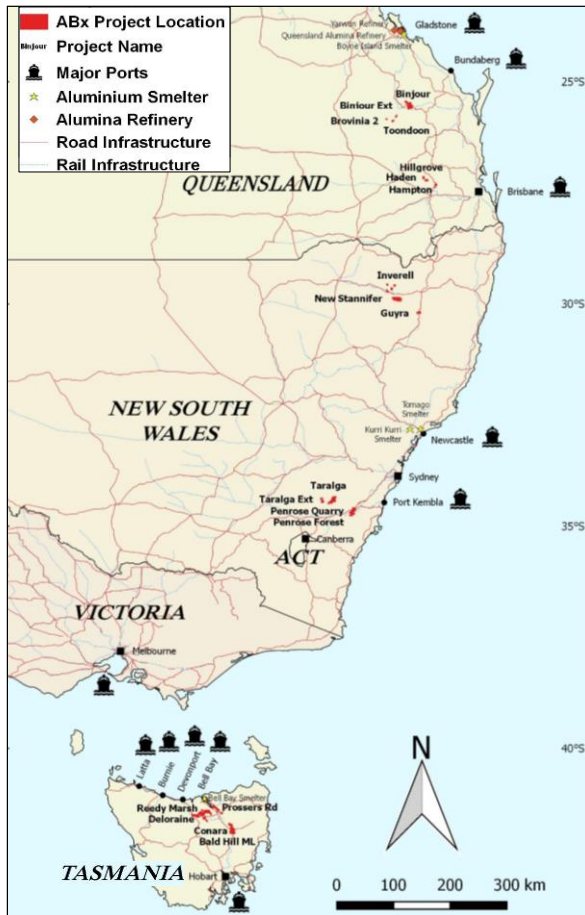 ABx Project Location
Binjour Project Name
Major Ports
Aluminium Smelter
Alumina Refinery
Road Infrastructure
Rail Infrastructure
Yarwun Refinery
Queensland Alumina Refinery
Boyne Island Smelter
Gladstone
25°S
Bundaberg
Binjour
Binjour Ext
Brovinia 2
Toondoon
QUEENSLAND
Hillgrove
Haden
Hampton
Brisbane
Inverell
New Stannifer
Guyra
30°S
NEW SOUTH
WALES
Tomago
Smelter
Kurri Kurri
Smelter
Newcastle
Sydney
Taralga
Taralga Ext
Penrose Quarry
Penrose Forest
Port Kembla
35°S
Canberra
ACT
VICTORIA
Melbourne
40°S
Latta
Burnie
Devonport
Bell Bay
Bell Bay Smelter
Reedy Marsh
Prossers Rd
Deloraine
Conara
Bald Hill ML
TASMANIA
Hobart
N
0 100 200 300 km